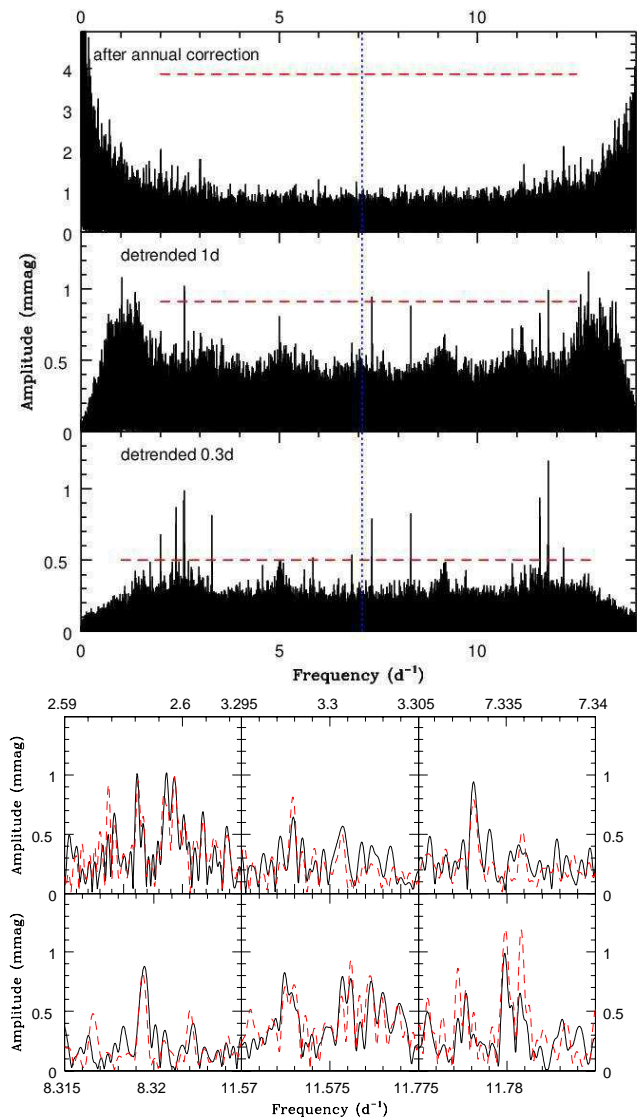 0 5 10
after annual correction
4
3
2
1
0
detrended 1d
1
0.5
0
Amplitude (mmag)
detrended 0.3d
1
0.5
0
0 5 10
Frequency (d⁻¹)
2.59 2.6 3.295 3.3 3.305 7.335 7.34
1
0.5
0
Amplitude (mmag)
1
0.5
0
1
0.5
0
Amplitude (mmag)
1
0.5
0
8.315 8.32 11.57 11.575 11.775 11.78
Frequency (d⁻¹)